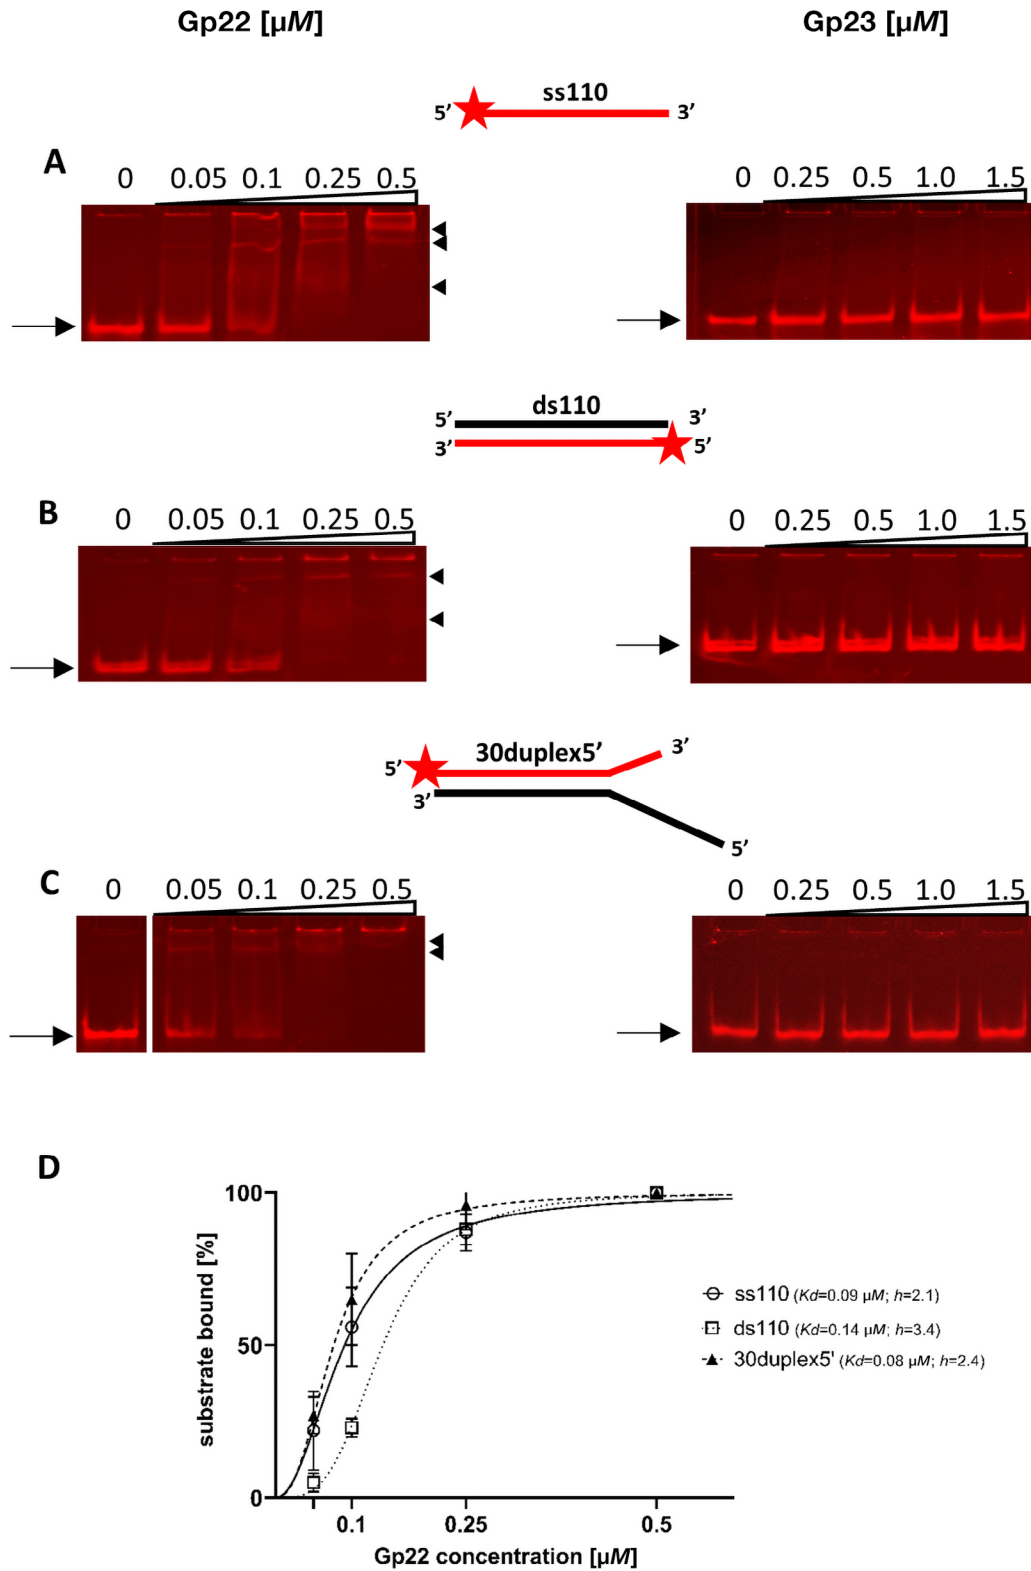 Gp22 [µM]
Gp23 [µM]
ss110
5’
3’
A
0 0.05 0.1 0.25 0.5
0 0.25 0.5 1.0 1.5
ds110
5’
3’
3’
5’
B
0 0.05 0.1 0.25 0.5
0 0.25 0.5 1.0 1.5
30duplex5’
3’
5’
3’
5’
C
0 0.05 0.1 0.25 0.5
0 0.25 0.5 1.0 1.5
D
100
50
0
substrate bound [%]
0.1 0.25 0.5
Gp22 concentration [µM]
ss110 (Kd=0.09 µM; h=2.1)
ds110 (Kd=0.14 µM; h=3.4)
30duplex5' (Kd=0.08 µM; h=2.4)